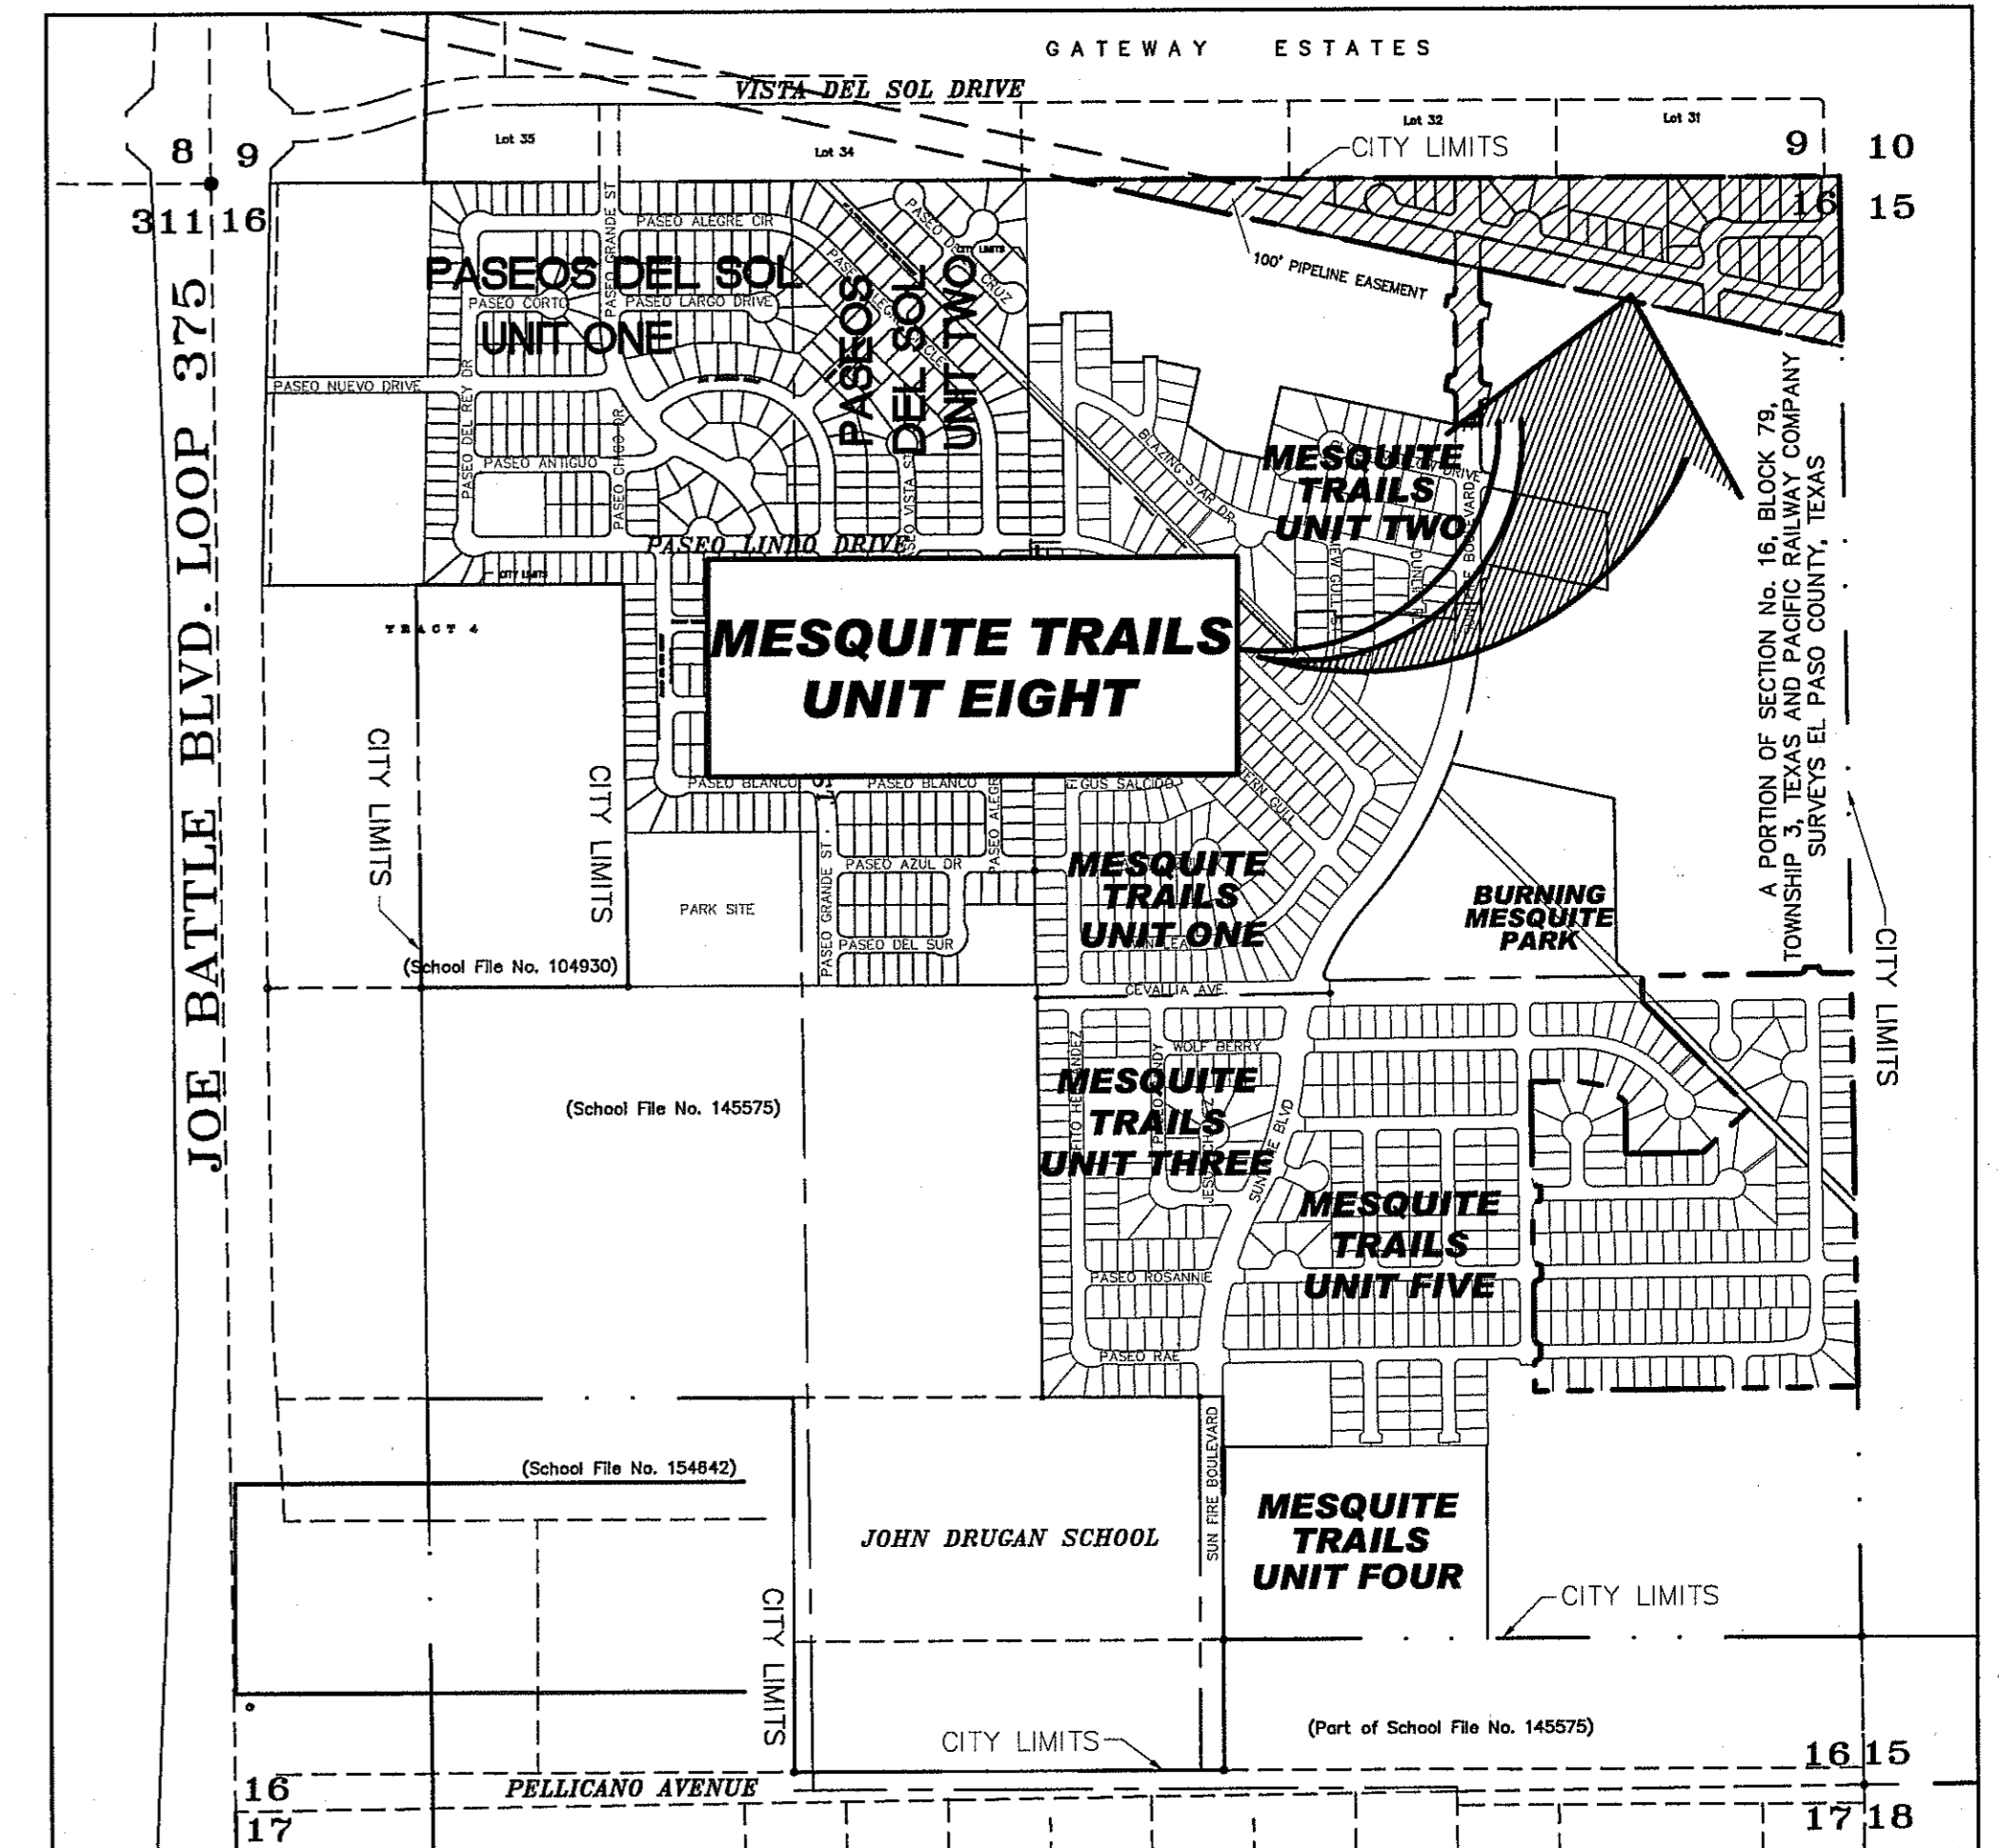 GATEWAY ESTATES
VISTA DEL SOL DRIVE
Lot 35
Lot 34
Lot 32
Lot 31
CITY LIMITS
8 9
9 10
311 16
16 15
PASEO GRANDE ST
PASEO ALEGRE CIR
CITY LIMITS
CRUZ
100' PIPELINE EASEMENT
PASEOS DEL SOL
UNIT ONE
PASEO CORTO
PASEO LARGO DRIVE
PASEOS
DEL SOL
UNIT TWO
PASEO NUEVO DRIVE
PASEO DEL REY DR
PASEO ANTIGUO
PASEO CHICO DR
PASEO LINDO DRIVE
CITY LIMITS
BLAZING STAR DR
MESQUITE
TRAILS
UNIT TWO
A PORTION OF SECTION No. 16, BLOCK 79,
TOWNSHIP 3, TEXAS AND PACIFIC RAILWAY COMPANY
SURVEYS EL PASO COUNTY, TEXAS
JOE BATTLE BLVD. LOOP 375
TRACT 4
MESQUITE TRAILS
UNIT EIGHT
CITY LIMITS
CITY LIMITS
PASEO BLANCO
PASEO BLANCO
GUS SALCIDO
PASEO AZUL DR
PARK SITE
PASEO GRANDE ST.
PASEO DEL SUR
(School File No. 104930)
MESQUITE
TRAILS
UNIT ONE
BURNING
MESQUITE
PARK
CITY LIMITS
CEVALLIA AVE.
WOLF BERRY
(School File No. 145575)
MESQUITE
TRAILS
UNIT THREE
MESQUITE
TRAILS
UNIT FIVE
PASEO ROSANNIE
PASEO RAE
(School File No. 154642)
JOHN DRUGAN SCHOOL
SUN FIRE BOULEVARD
MESQUITE
TRAILS
UNIT FOUR
CITY LIMITS
CITY LIMITS
CITY LIMITS
(Part of School File No. 145575)
16 15
16
PELLICANO AVENUE
17
17 18